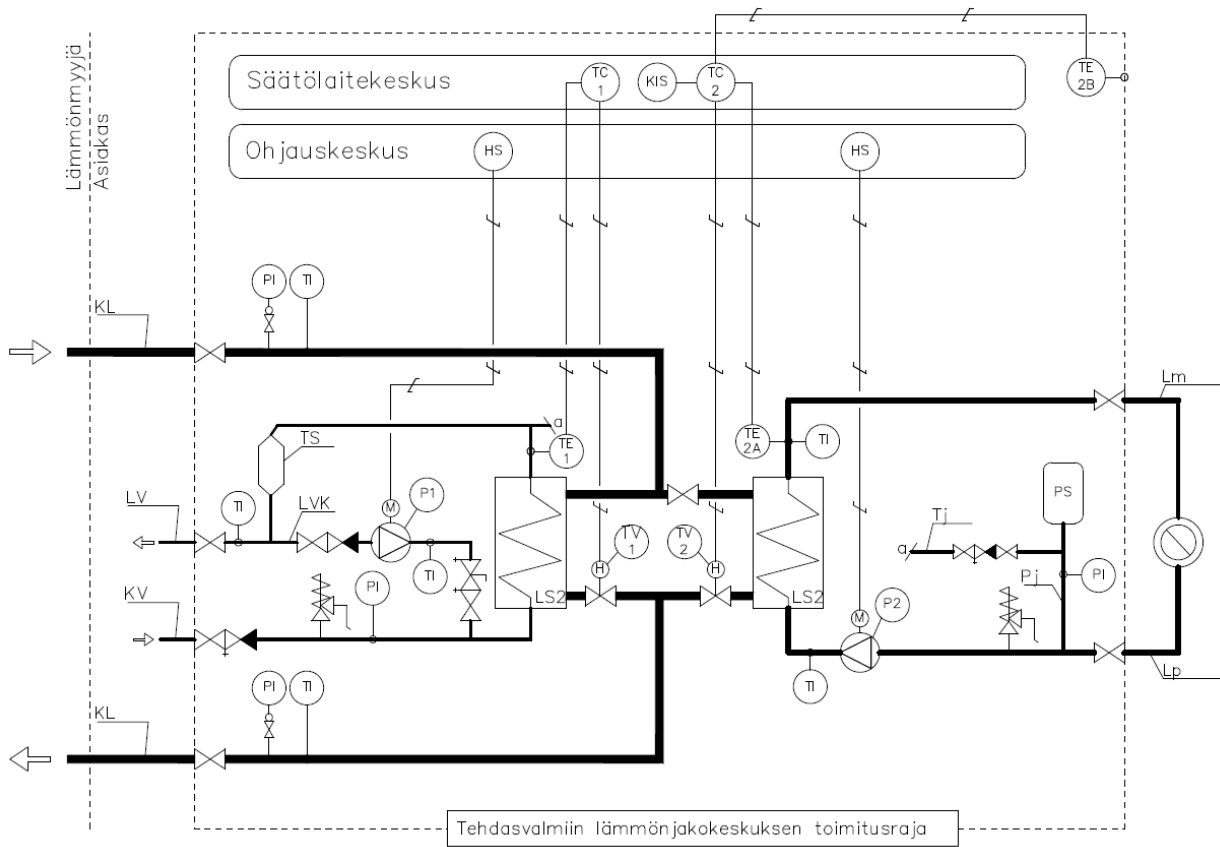 TE
2B
Säätölaitekeskus
TC
1
KIS
TC
2
Ohjauskeskus
HS
HS
Lämmönmyyjä
Asiakas
PI
TI
KL
TS
a
TE
1
TE
2A
TI
Lm
LV
TI
LVK
M
P1
TI
TV
1
TV
2
H
H
PS
a
Tj
Pj
PI
KV
PI
LS2
LS2
M
P2
TI
Lp
PI
TI
KL
Tehdasvalmiin lämmönjakokeskuksen toimitusraja